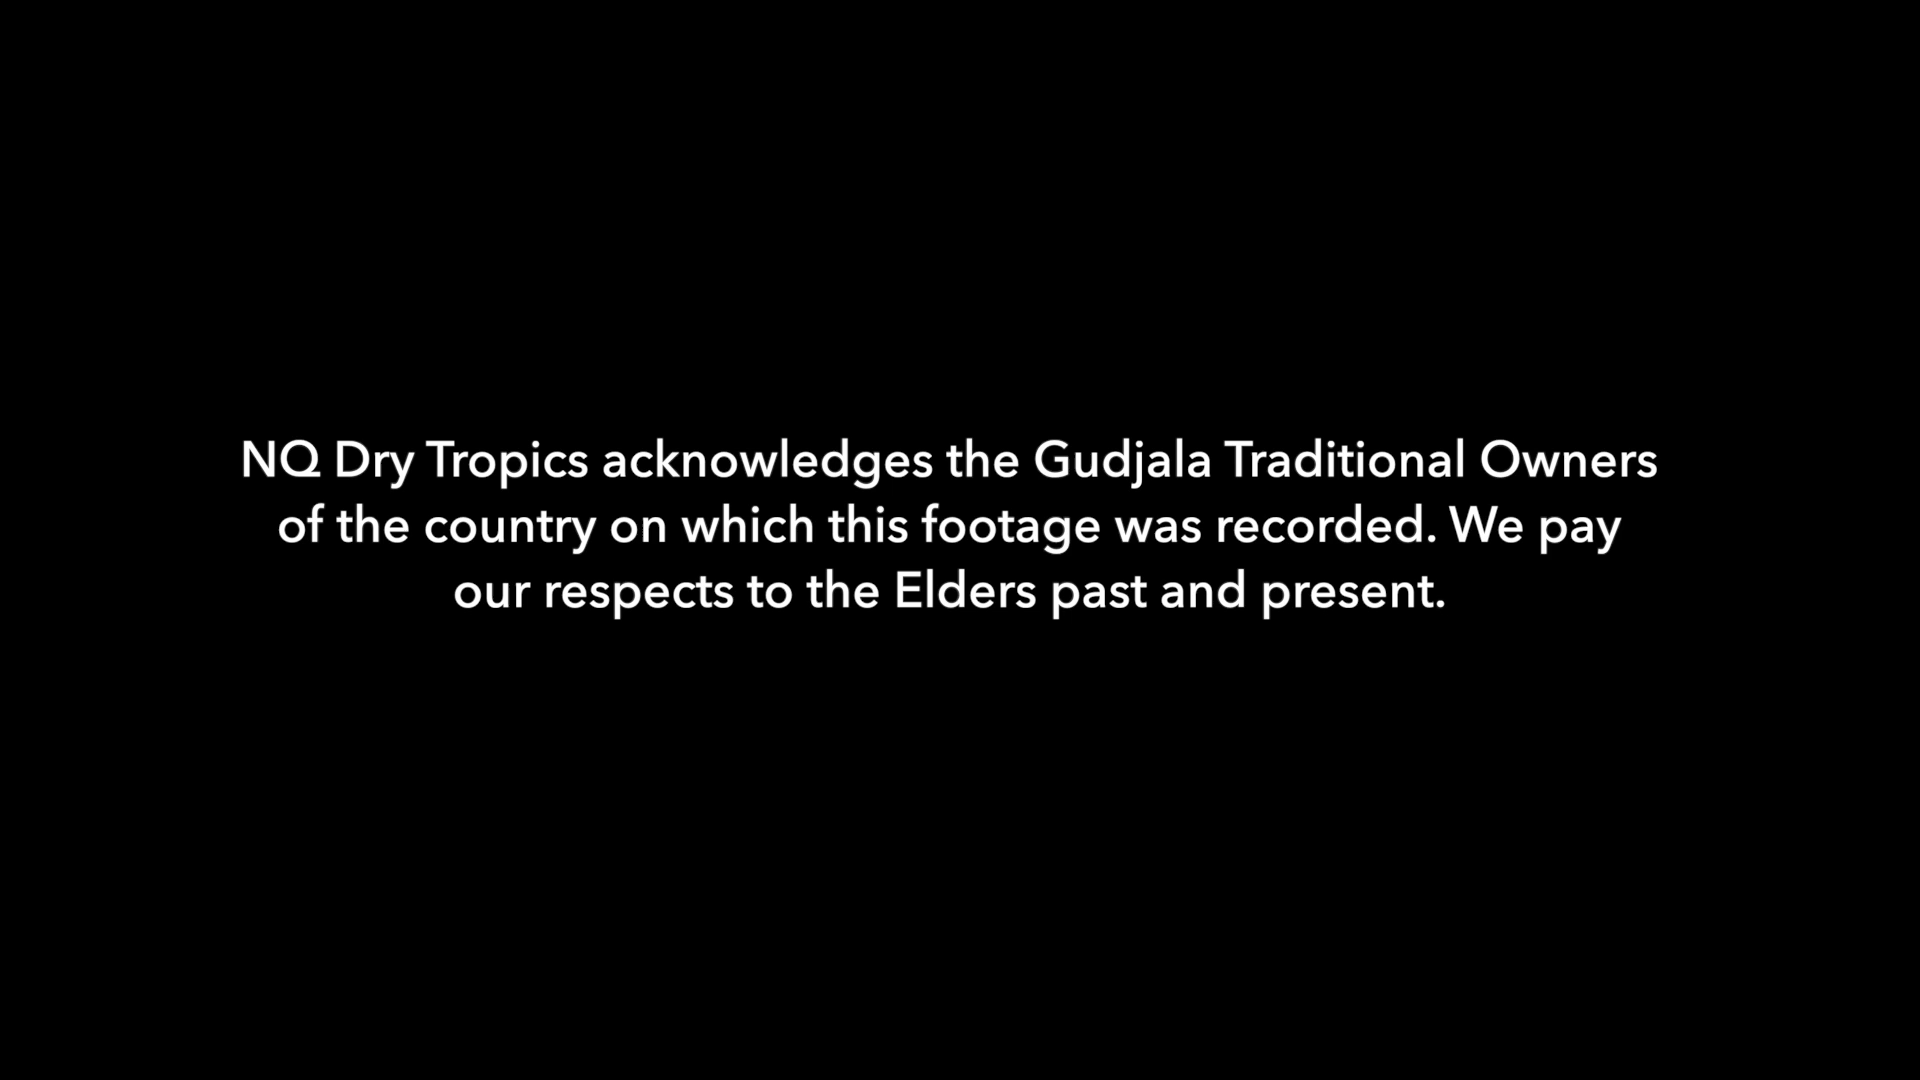 NQ Dry Tropics acknowledges the Gudjala Traditional Owners
of the country on which this footage was recorded. We pay
our respects to the Elders past and present.